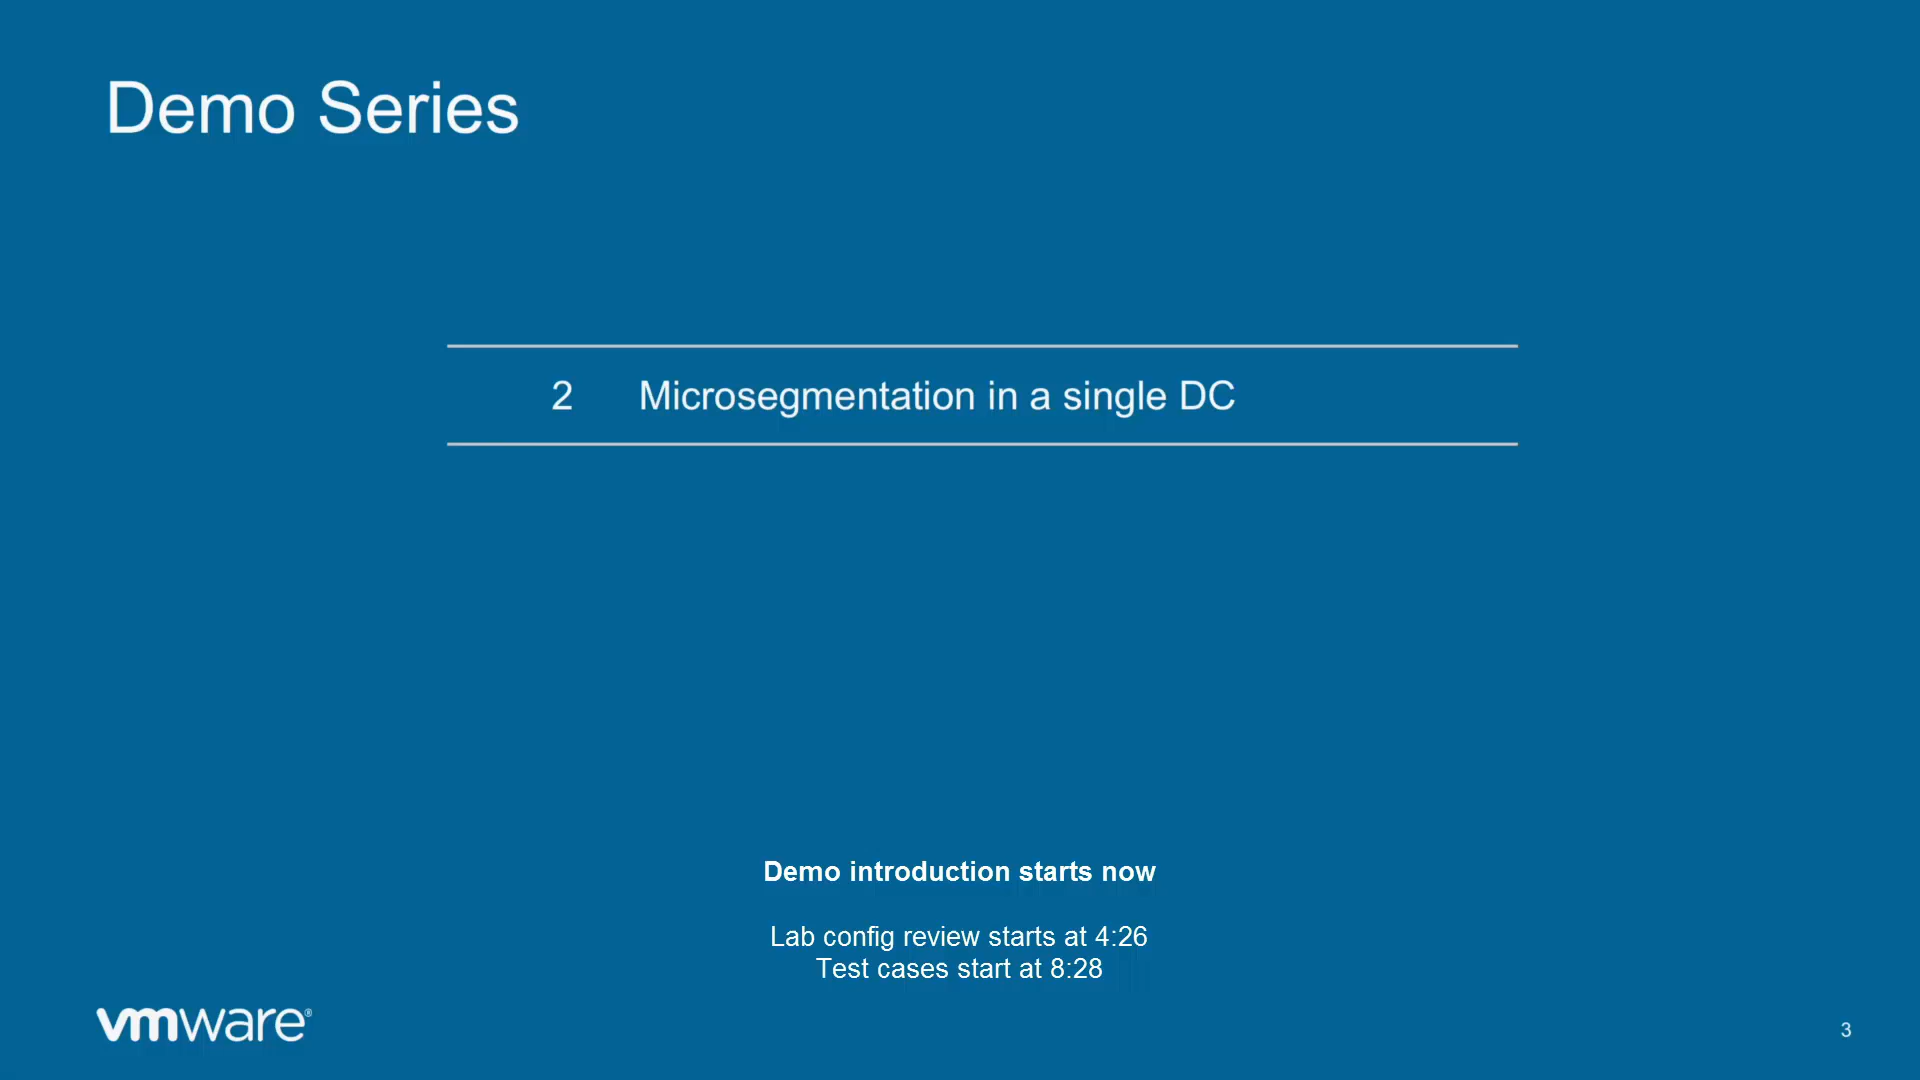 Demo Series
2 Microsegmentation in a single DC
Demo introduction starts now
Lab config review starts at 4:26
Test cases start at 8:28
vmware®
3